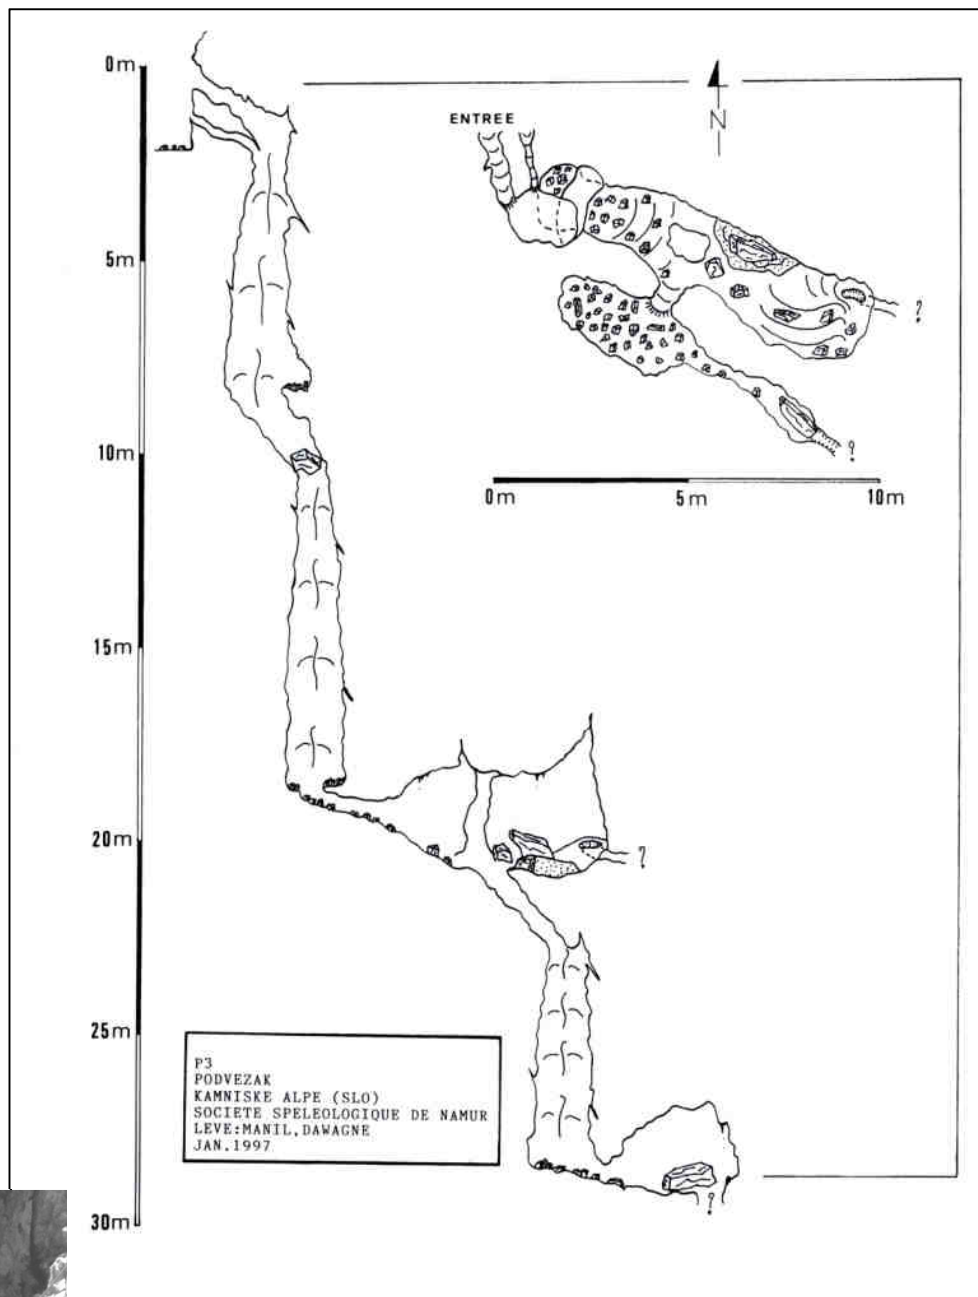 0m
5m
10m
15m
20m
25m
30m
ENTREE
N
?
?
0m 5m 10m
?
?
P3
PODVEZAK
KAMNISKE ALPE (SLO)
SOCIETE SPELEOLOGIQUE DE NAMUR
LEVE:MANIL,DAWAGNE
JAN.1997